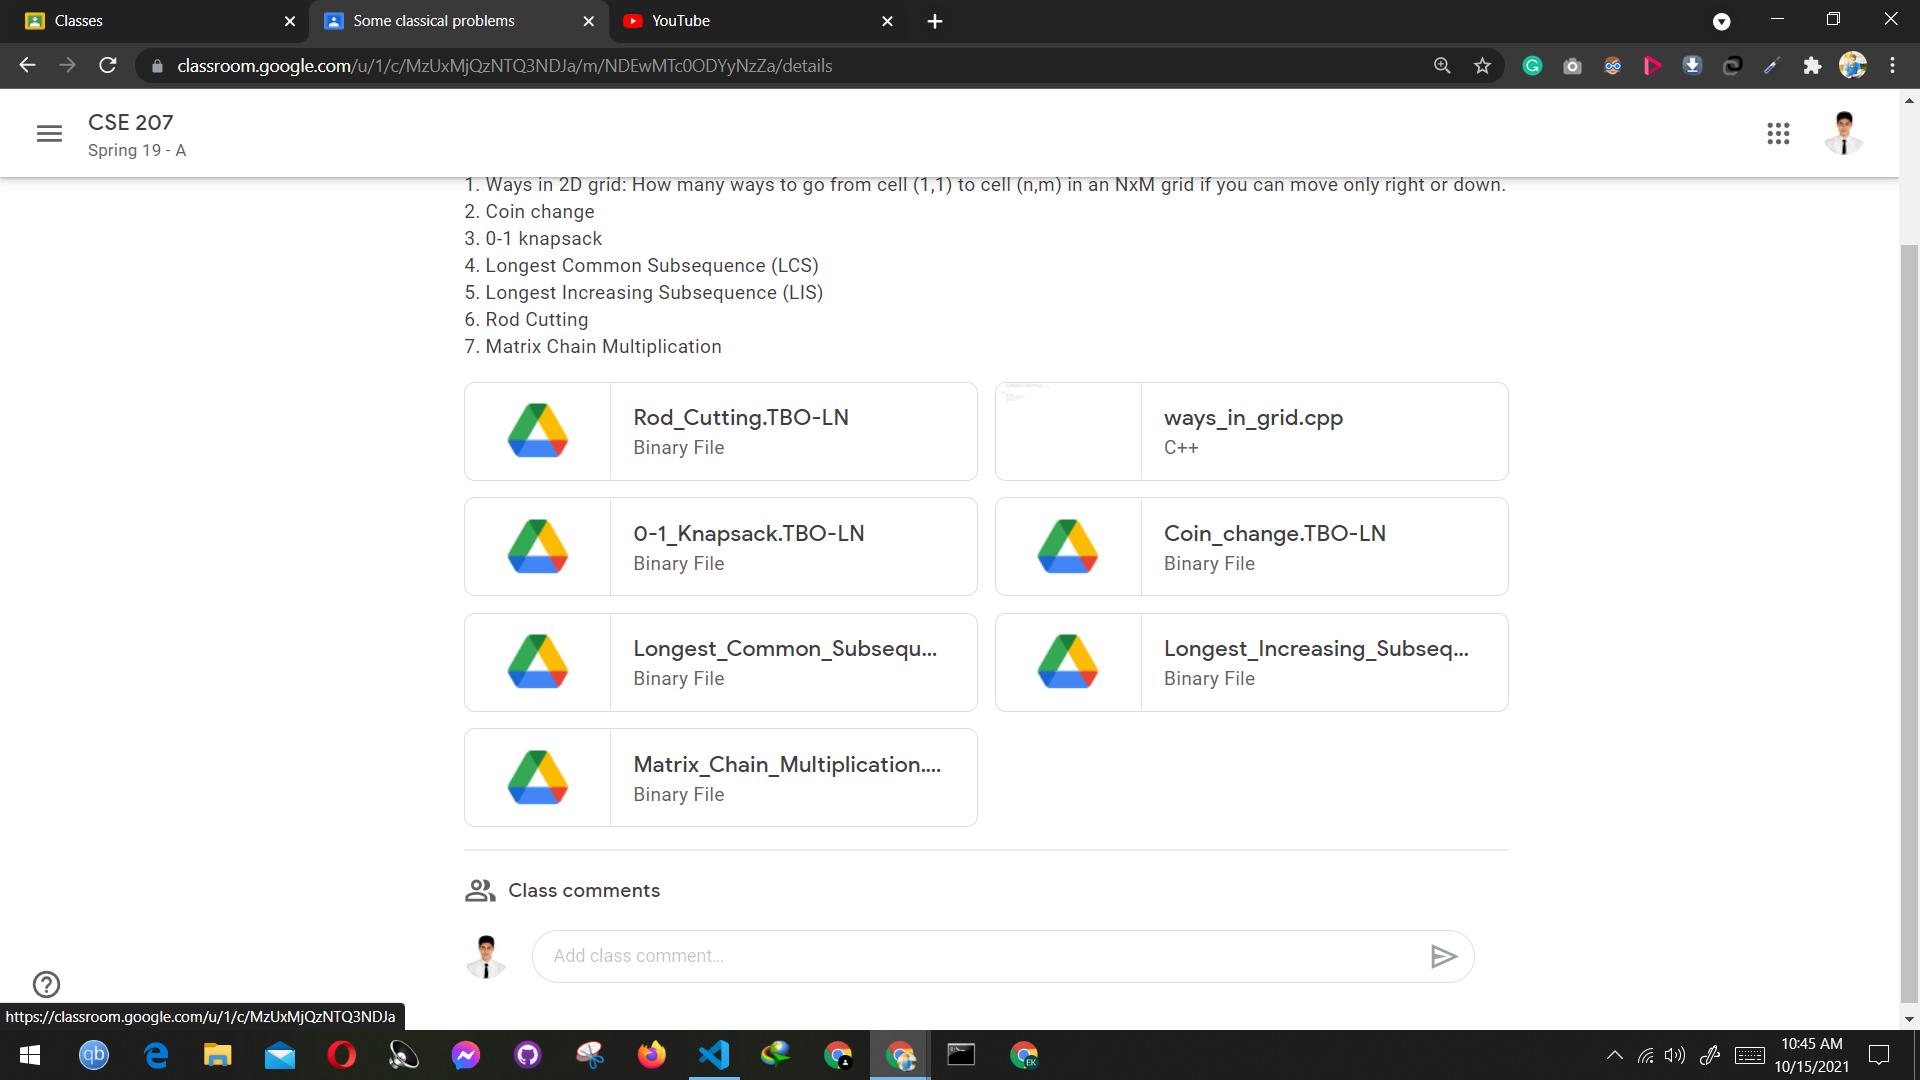 Classes
Some classical problems
YouTube
classroom.google.com/u/1/c/MzUxMjQzNTQ3NDJa/m/NDEwMTc0ODYyNzZa/details
CSE 207
Spring 19 - A
1. Ways in 2D grid: How many ways to go from cell (1,1) to cell (n,m) in an NxM grid if you can move only right or down.
2. Coin change
3. 0-1 knapsack
4. Longest Common Subsequence (LCS)
5. Longest Increasing Subsequence (LIS)
6. Rod Cutting
7. Matrix Chain Multiplication
Rod_Cutting.TBO-LN
Binary File
ways_in_grid.cpp
C++
0-1_Knapsack.TBO-LN
Binary File
Coin_change.TBO-LN
Binary File
Longest_Common_Subsequ...
Binary File
Longest_Increasing_Subseq...
Binary File
Matrix_Chain_Multiplication....
Binary File
Class comments
Add class comment...
https://classroom.google.com/u/1/c/MzUxMjQzNTQ3NDJa
qb
EK
10:45 AM
10/15/2021